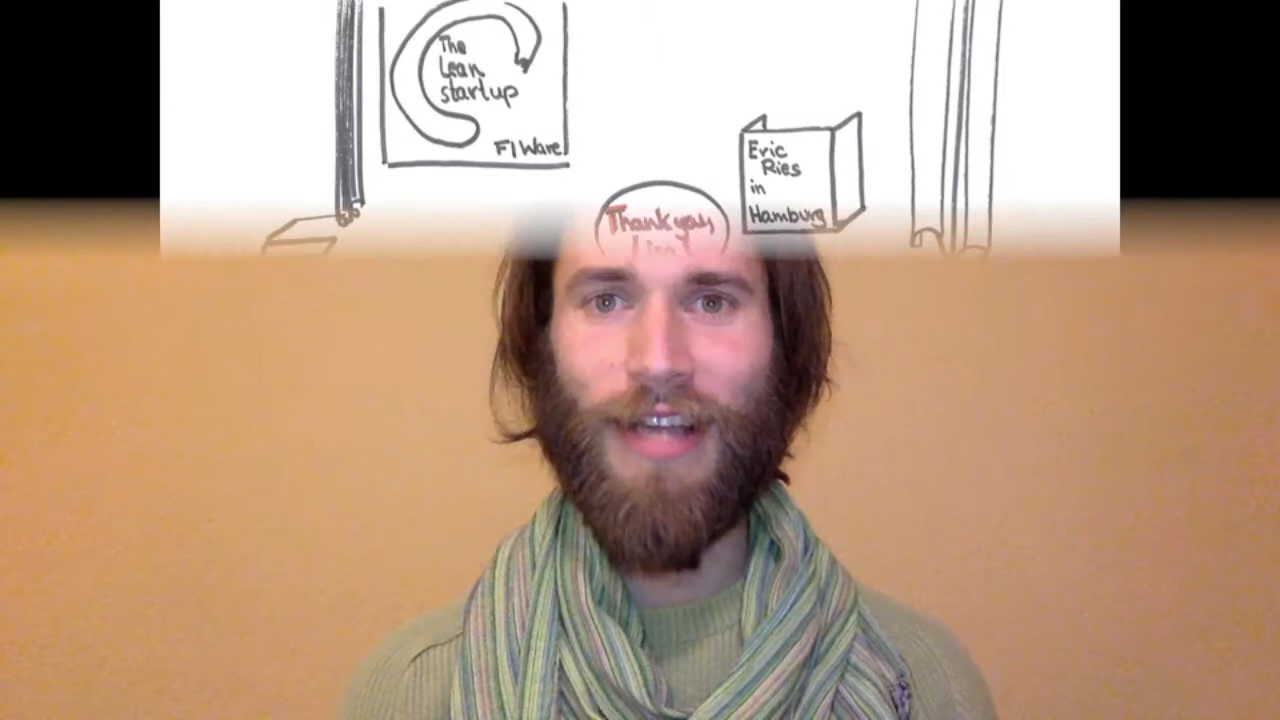 The
Lean
startup
FIWare
Eric
Ries
in
Hamburg
Thank you,